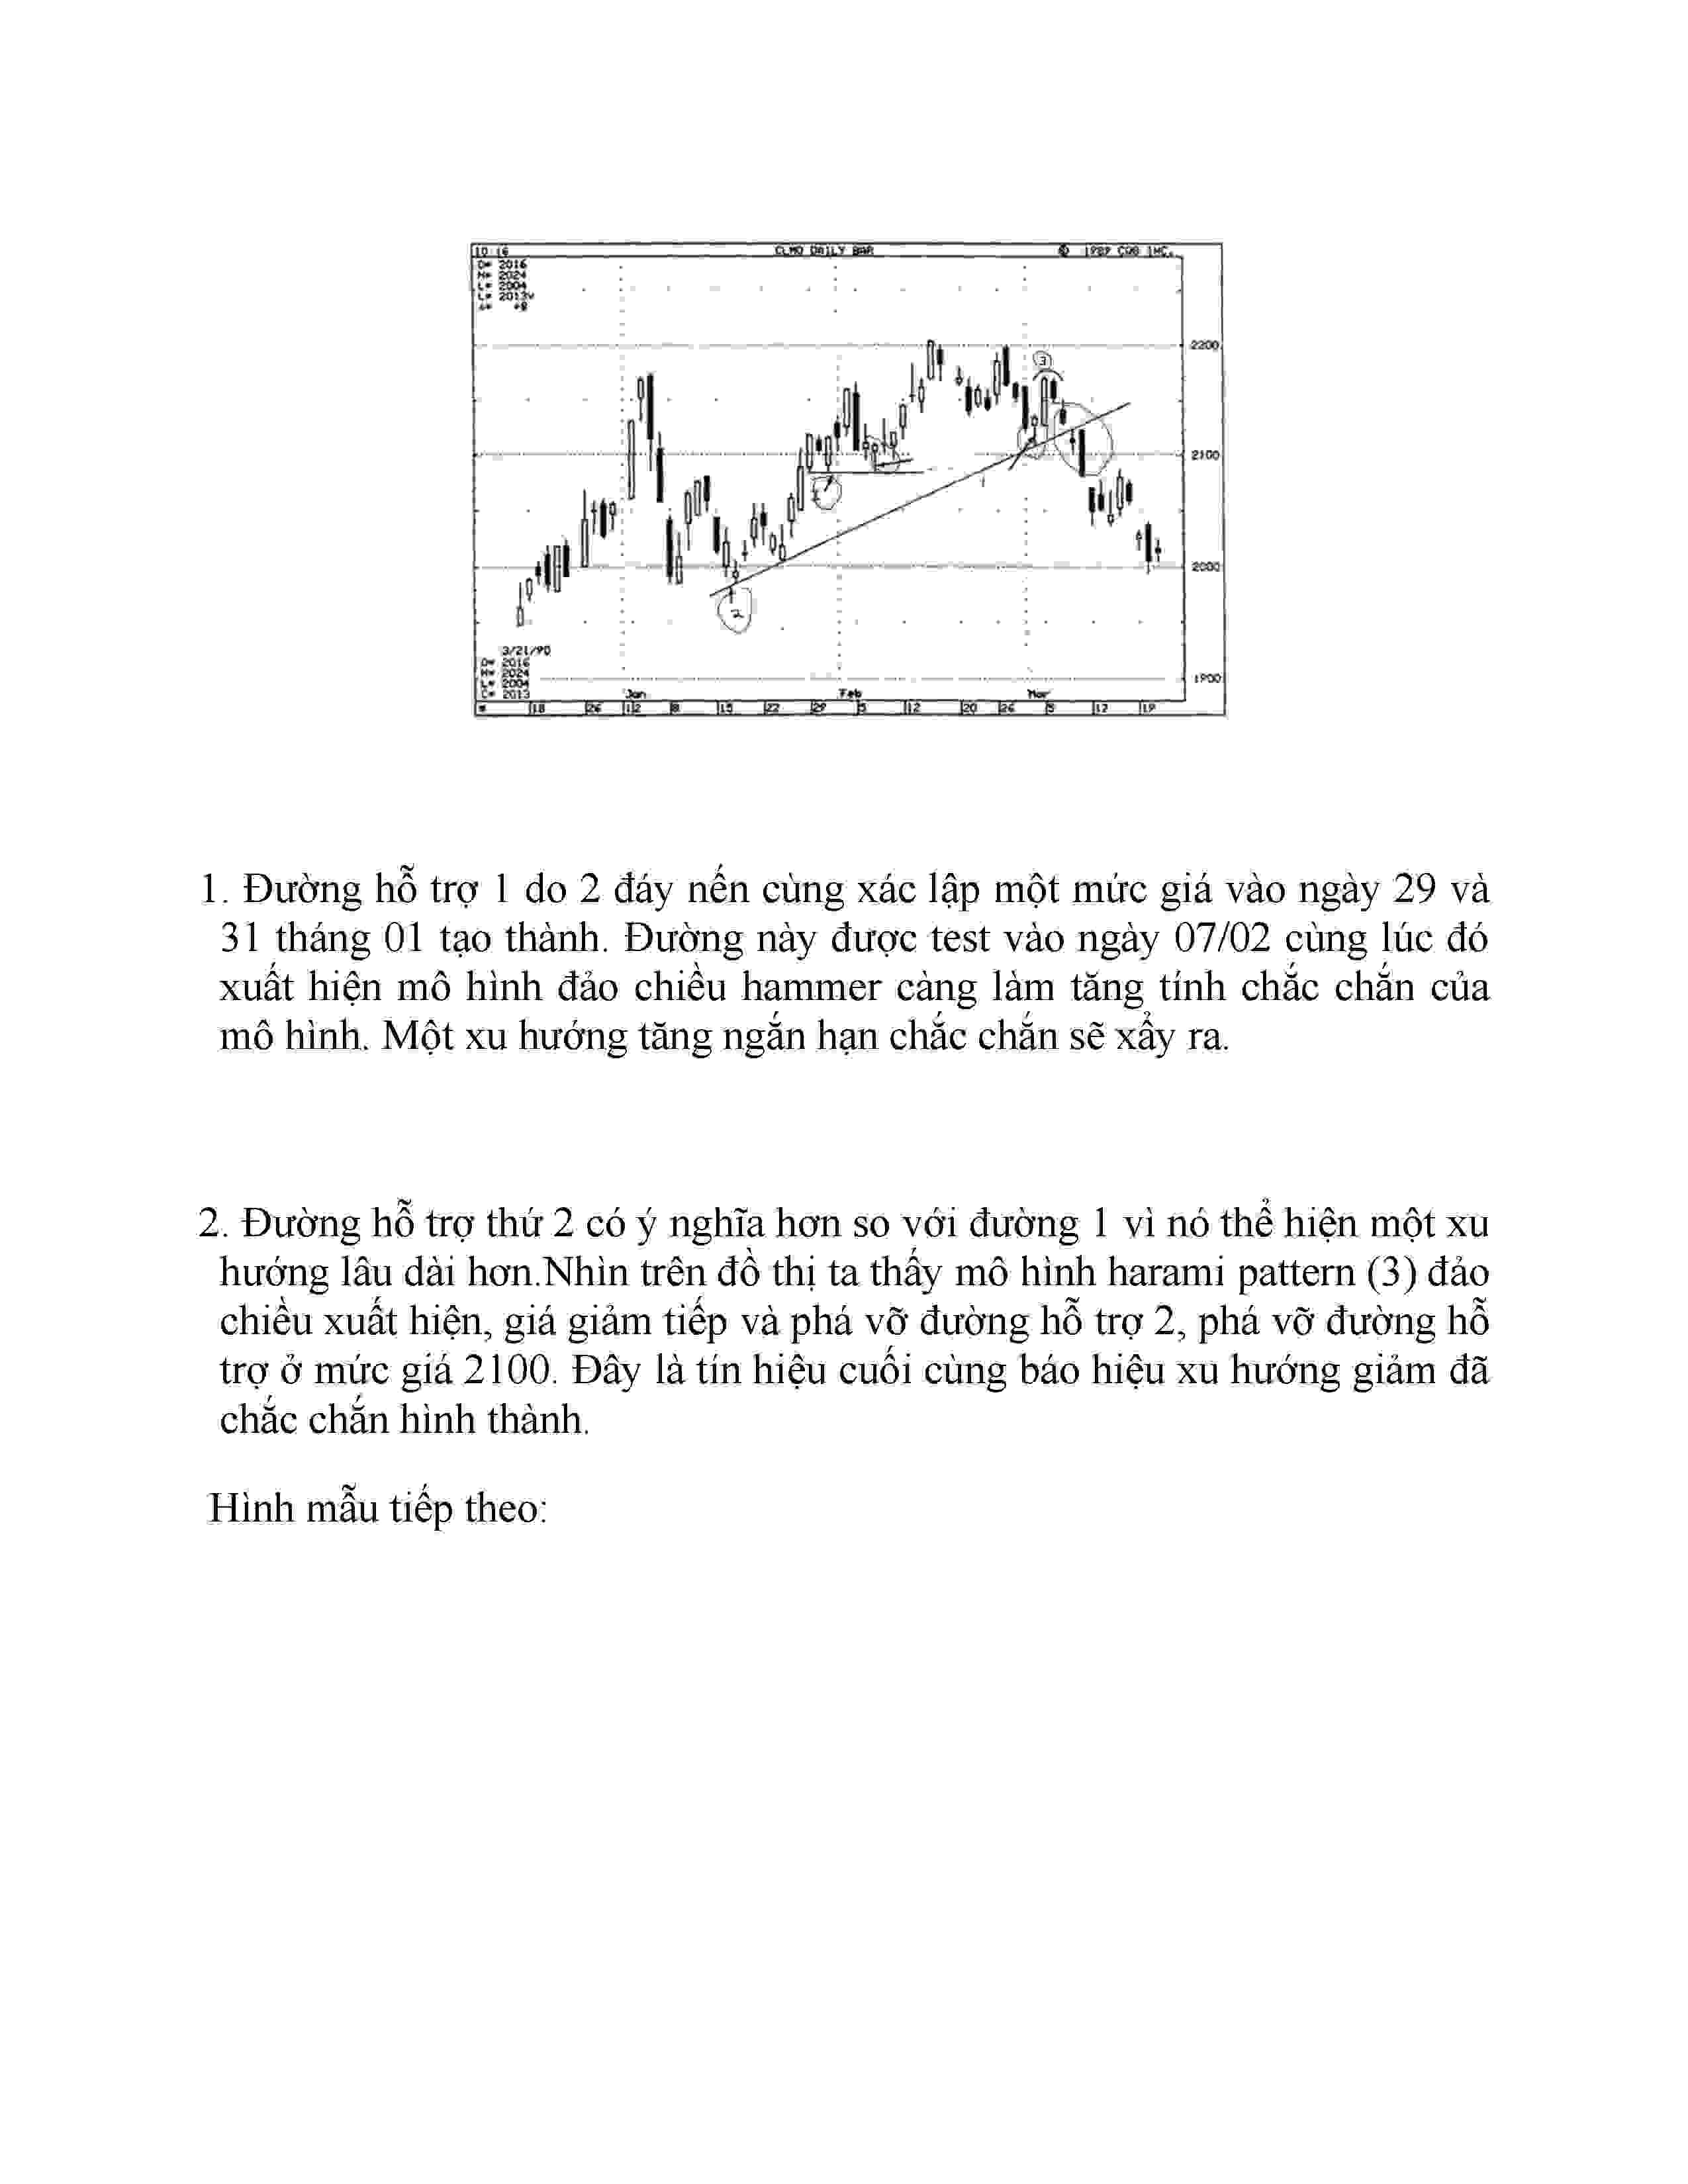 10:16 CLMO DAILY BAR © 1989 CQG INC.
O= 2016
H= 2024
L= 2004
L= 2013v
Δ= +8
2200
3
2100
1
2000
2
3/21/90
O= 2016
H= 2024
L= 2004
C= 2013
1900
Jan Feb Mar
18 26 12 8 15 22 29 5 12 20 26 5 12 19
1. Đường hỗ trợ 1 do 2 đáy nến cùng xác lập một mức giá vào ngày 29 và
31 tháng 01 tạo thành. Đường này được test vào ngày 07/02 cùng lúc đó
xuất hiện mô hình đảo chiều hammer càng làm tăng tính chắc chắn của
mô hình. Một xu hướng tăng ngắn hạn chắc chắn sẽ xẩy ra.
2. Đường hỗ trợ thứ 2 có ý nghĩa hơn so với đường 1 vì nó thể hiện một xu
hướng lâu dài hơn.Nhìn trên đồ thị ta thấy mô hình harami pattern (3) đảo
chiều xuất hiện, giá giảm tiếp và phá vỡ đường hỗ trợ 2, phá vỡ đường hỗ
trợ ở mức giá 2100. Đây là tín hiệu cuối cùng báo hiệu xu hướng giảm đã
chắc chắn hình thành.
Hình mẫu tiếp theo: